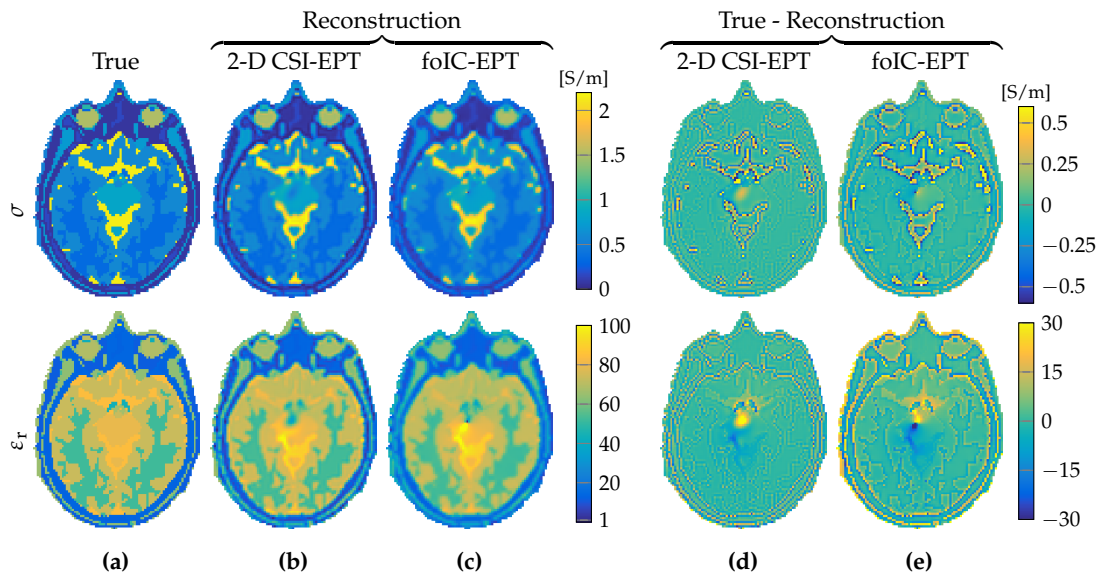 Reconstruction
True - Reconstruction
True
2-D CSI-EPT
foIC-EPT
2-D CSI-EPT
foIC-EPT
[S/m]
[S/m]
σ
2
1.5
1
0.5
0
0.5
0.25
0
−0.25
−0.5
εr
100
80
60
40
20
1
30
15
0
−15
−30
(a)
(b)
(c)
(d)
(e)